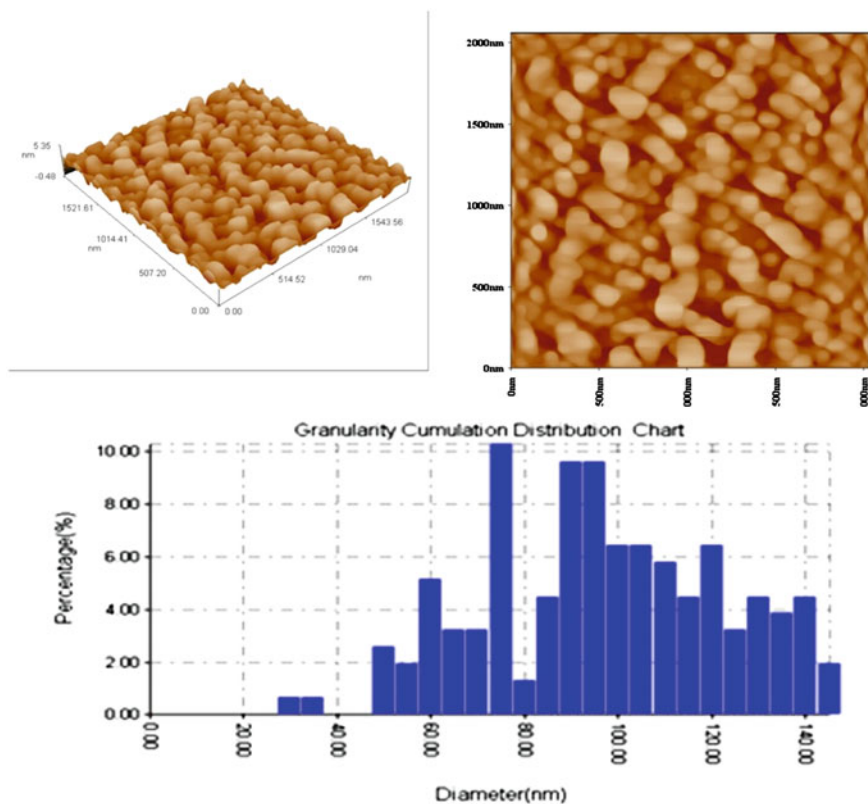 5.35
nm
-0.48
1521.61
1014.41
nm
507.20
0.00
0.00
514.52
1029.04
1543.56
nm
2000nm
1500nm
1000nm
500nm
0nm
0nm
500nm
000nm
500nm
000nm
Granularity Cumulation Distribution Chart
Percentage(%)
10.00
8.00
6.00
4.00
2.00
0.00
0.00
20.00
40.00
60.00
80.00
100.00
120.00
140.00
Diameter(nm)